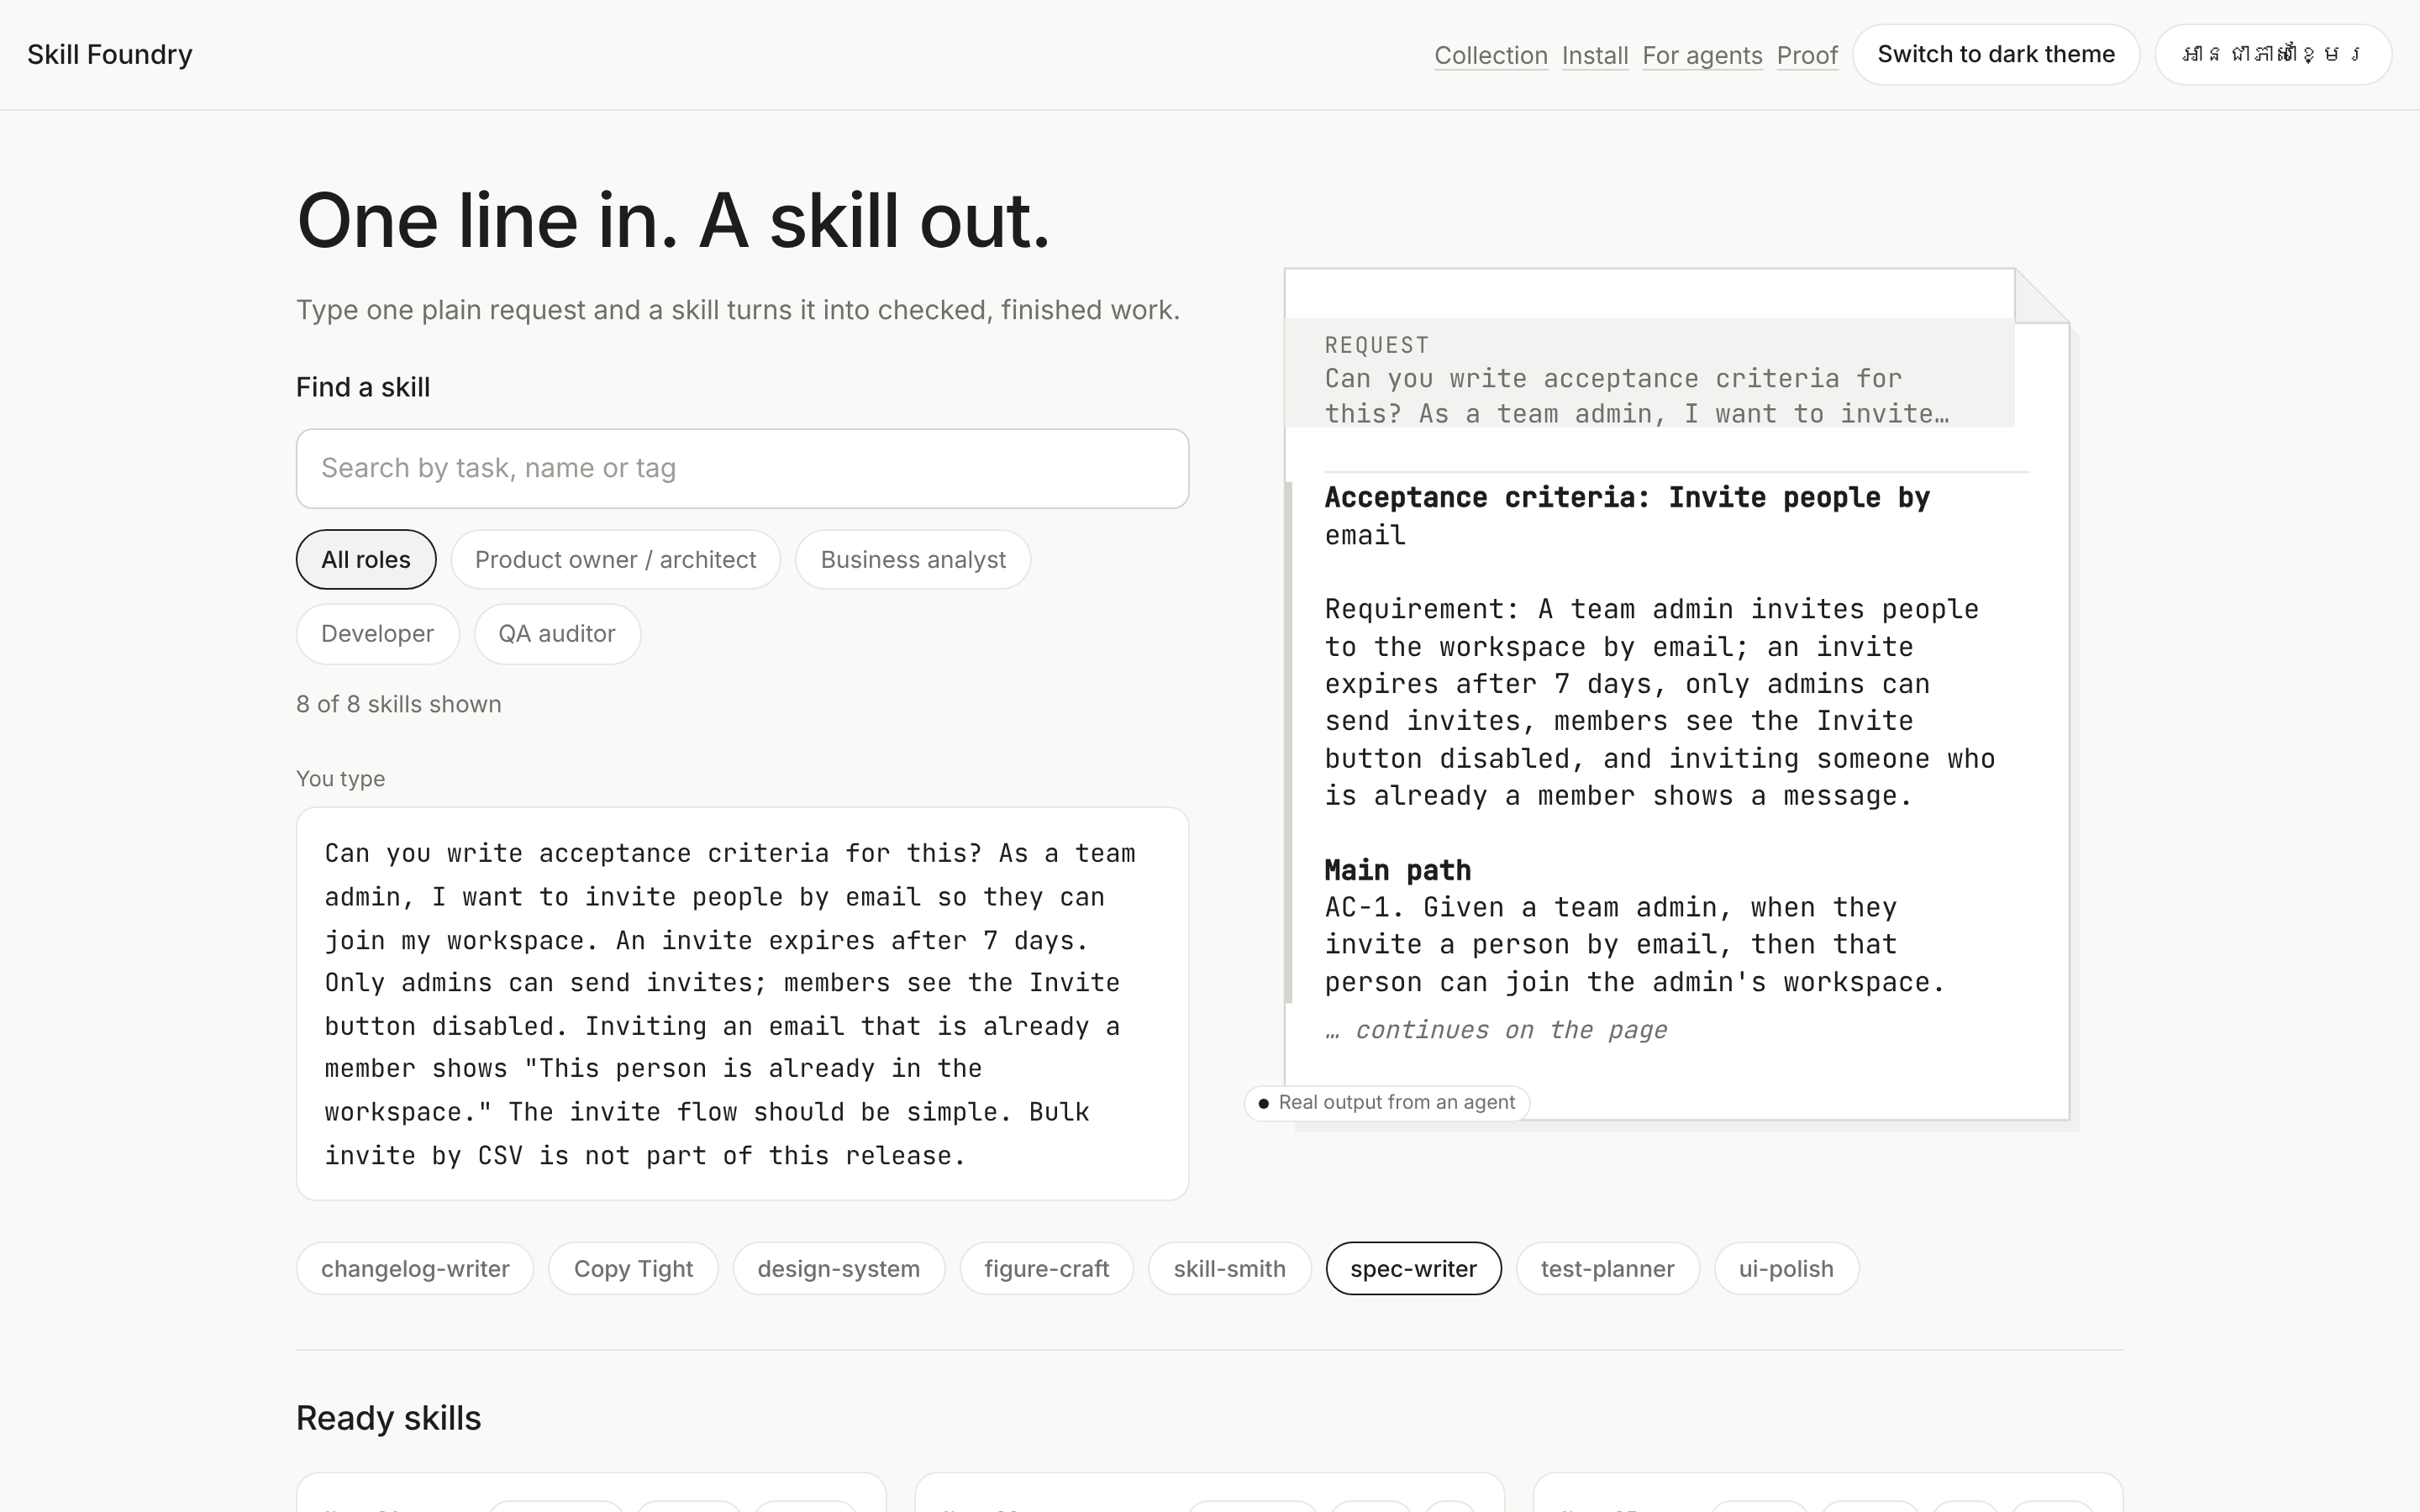 Skill Foundry
Collection Install For agents Proof Switch to dark theme អានជាភាសាខ្មែរ
One line in. A skill out.
Type one plain request and a skill turns it into checked, finished work.
Find a skill
Search by task, name or tag
All roles Product owner / architect Business analyst
Developer QA auditor
8 of 8 skills shown
You type
Can you write acceptance criteria for this? As a team
admin, I want to invite people by email so they can
join my workspace. An invite expires after 7 days.
Only admins can send invites; members see the Invite
button disabled. Inviting an email that is already a
member shows "This person is already in the
workspace." The invite flow should be simple. Bulk
invite by CSV is not part of this release.
REQUEST
Can you write acceptance criteria for
this? As a team admin, I want to invite…
Acceptance criteria: Invite people by
email
Requirement: A team admin invites people
to the workspace by email; an invite
expires after 7 days, only admins can
send invites, members see the Invite
button disabled, and inviting someone who
is already a member shows a message.
Main path
AC-1. Given a team admin, when they
invite a person by email, then that
person can join the admin's workspace.
… continues on the page
Real output from an agent
changelog-writer Copy Tight design-system figure-craft skill-smith spec-writer test-planner ui-polish
Ready skills